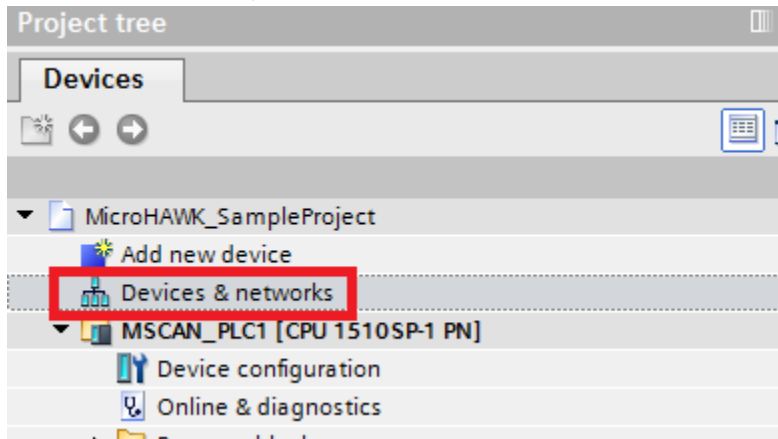 Project tree
Devices
MicroHAWK_SampleProject
Add new device
Devices & networks
MSCAN_PLC1 [CPU 1510SP-1 PN]
Device configuration
Online & diagnostics